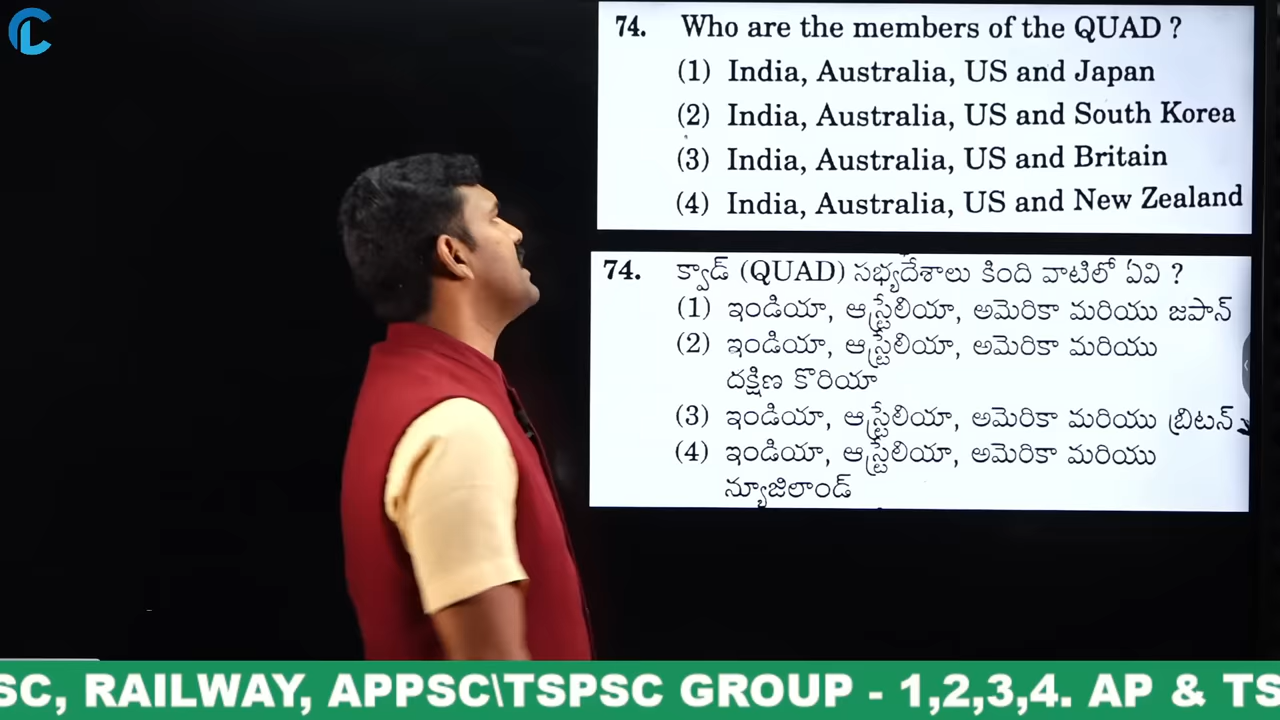 74. Who are the members of the QUAD ?
(1) India, Australia, US and Japan
(2) India, Australia, US and South Korea
(3) India, Australia, US and Britain
(4) India, Australia, US and New Zealand
74. క్వాడ్ (QUAD) సభ్యదేశాలు కింది వాటిలో ఏవి ?
(1) ఇండియా, ఆస్ట్రేలియా, అమెరికా మరియు జపాన్
(2) ఇండియా, ఆస్ట్రేలియా, అమెరికా మరియు
దక్షిణ కొరియా
(3) ఇండియా, ఆస్ట్రేలియా, అమెరికా మరియు బ్రిటన్
(4) ఇండియా, ఆస్ట్రేలియా, అమెరికా మరియు
న్యూజిలాండ్
SC, RAILWAY, APPSC\TSPSC GROUP - 1,2,3,4. AP & TS